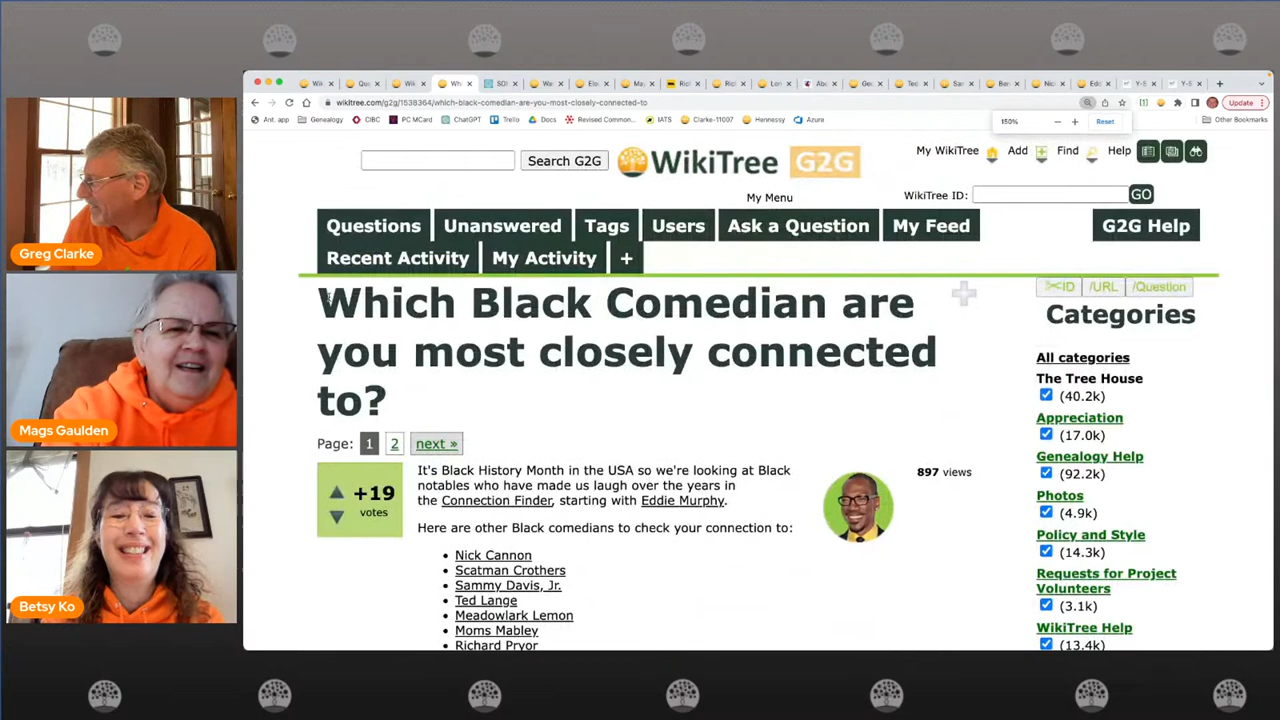 Greg Clarke
Mags Gaulden
Betsy Ko
wikitree.com/g2g/1538364/which-black-comedian-are-you-most-closely-connected-to
Update
Ant. app
Genealogy
CIBC
PC MCard
ChatGPT
Trello
Docs
Revised Common...
IATS
Clarke-11007
Hennessy
Azure
Other Bookmarks
150%
Reset
Search G2G
WikiTree G2G
My WikiTree
Add
Find
Help
My Menu
WikiTree ID:
GO
Questions
Unanswered
Tags
Users
Ask a Question
My Feed
G2G Help
Recent Activity
My Activity
+
Which Black Comedian are
you most closely connected
to?
Page: 1 2 next »
+19
votes
It's Black History Month in the USA so we're looking at Black
notables who have made us laugh over the years in
the Connection Finder, starting with Eddie Murphy.
Here are other Black comedians to check your connection to:
Nick Cannon
Scatman Crothers
Sammy Davis, Jr.
Ted Lange
Meadowlark Lemon
Moms Mabley
Richard Pryor
897 views
ID
/URL
/Question
Categories
All categories
The Tree House
(40.2k)
Appreciation
(17.0k)
Genealogy Help
(92.2k)
Photos
(4.9k)
Policy and Style
(14.3k)
Requests for Project
Volunteers
(3.1k)
WikiTree Help
(13.4k)